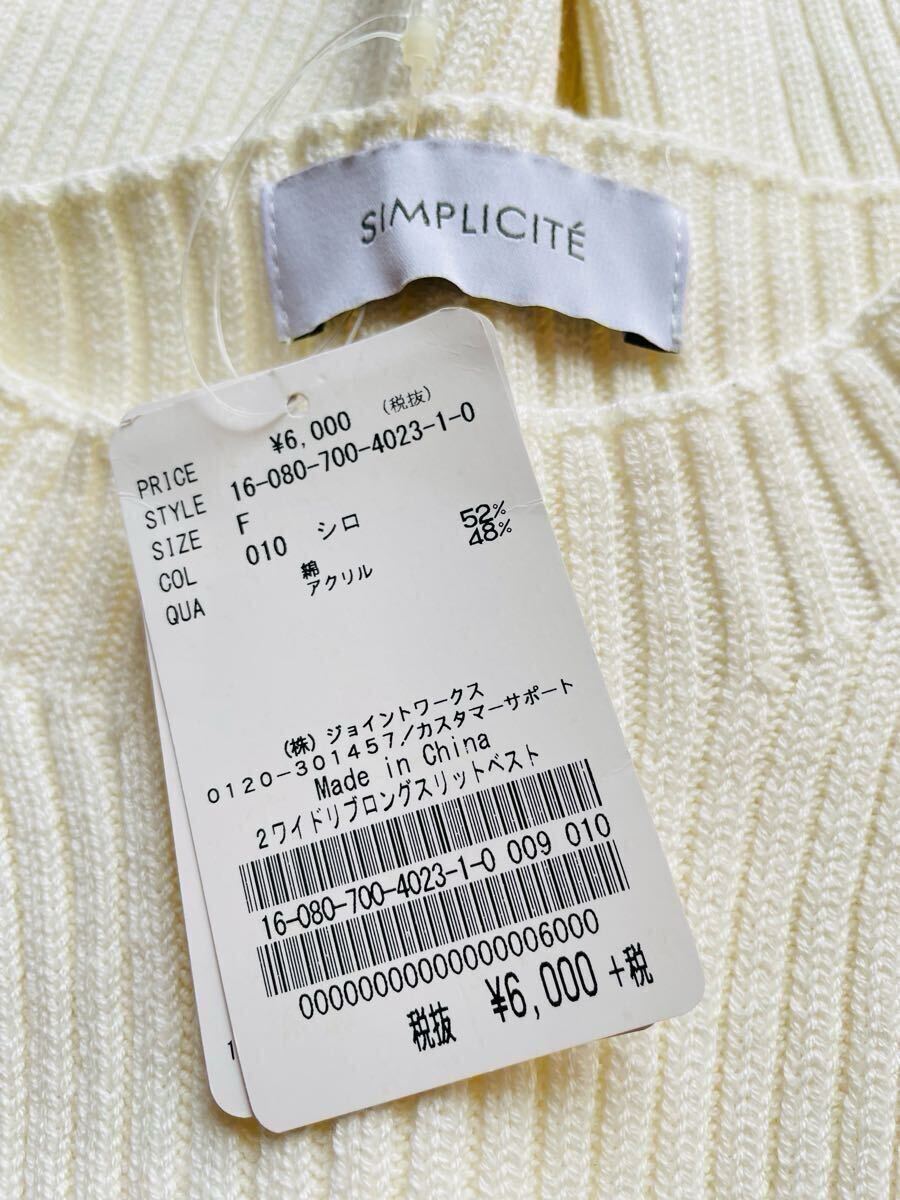 SIMPLICITÉ
PRICE ¥6,000 (税抜)
STYLE 16-080-700-4023-1-0
SIZE F
COL 010 シロ
QUA 綿 52%
アクリル 48%
(株) ジョイントワークス
0120-301457/カスタマーサポート
Made in China
2ワイドリブロングスリットベスト
16-080-700-4023-1-0 009 010
00000000000000006000
税抜 ¥6,000 +税
1